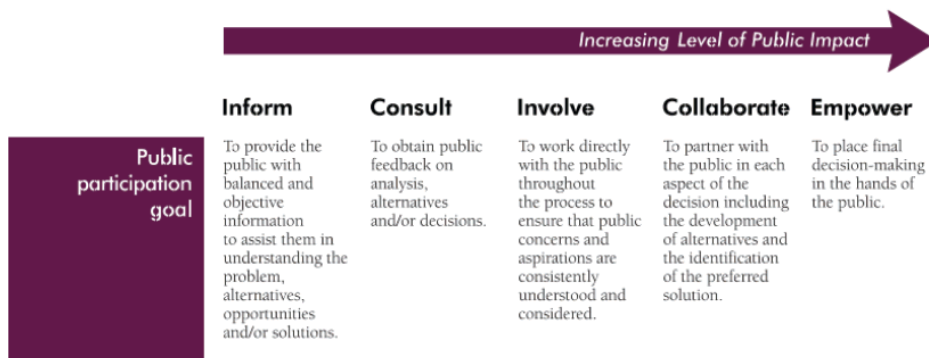 Increasing Level of Public Impact
Inform
Consult
Involve
Collaborate
Empower
Public
participation
goal
To provide the
public with
balanced and
objective
information
to assist them in
understanding the
problem,
alternatives,
opportunities
and/or solutions.
To obtain public
feedback on
analysis,
alternatives
and/or decisions.
To work directly
with the public
throughout
the process to
ensure that public
concerns and
aspirations are
consistently
understood and
considered.
To partner with
the public in each
aspect of the
decision including
the development
of alternatives and
the identification
of the preferred
solution.
To place final
decision-making
in the hands of
the public.